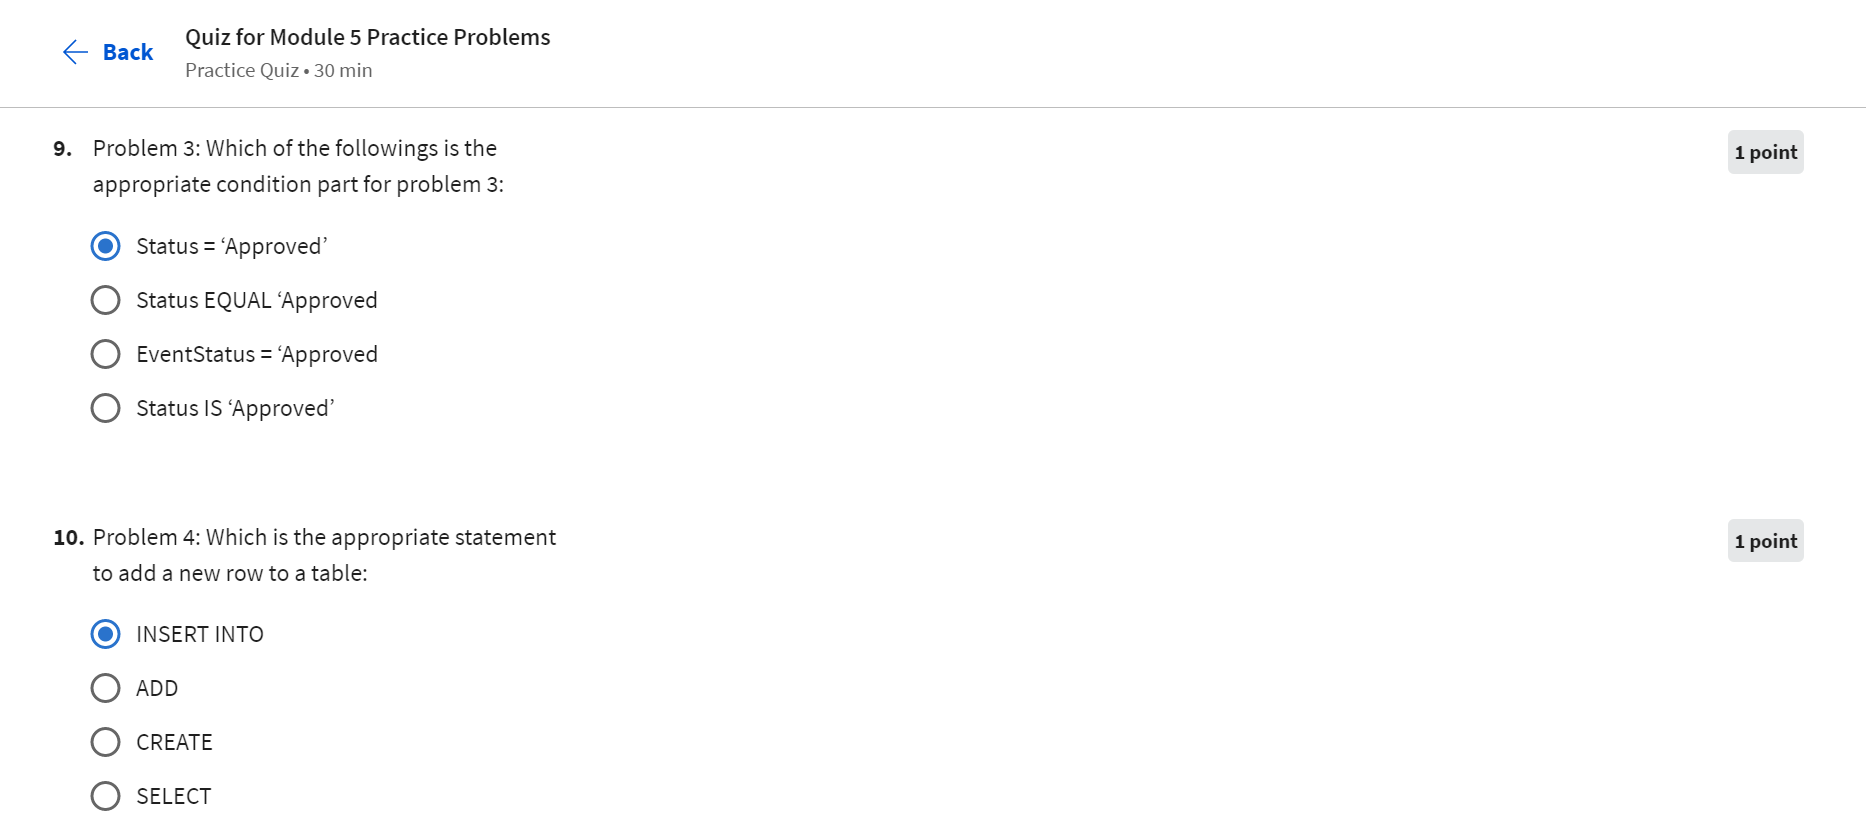 Back
Quiz for Module 5 Practice Problems
Practice Quiz • 30 min
9. Problem 3: Which of the followings is the
appropriate condition part for problem 3:
1 point
Status = ‘Approved’
Status EQUAL ‘Approved
EventStatus = ‘Approved
Status IS ‘Approved’
10. Problem 4: Which is the appropriate statement
to add a new row to a table:
1 point
INSERT INTO
ADD
CREATE
SELECT